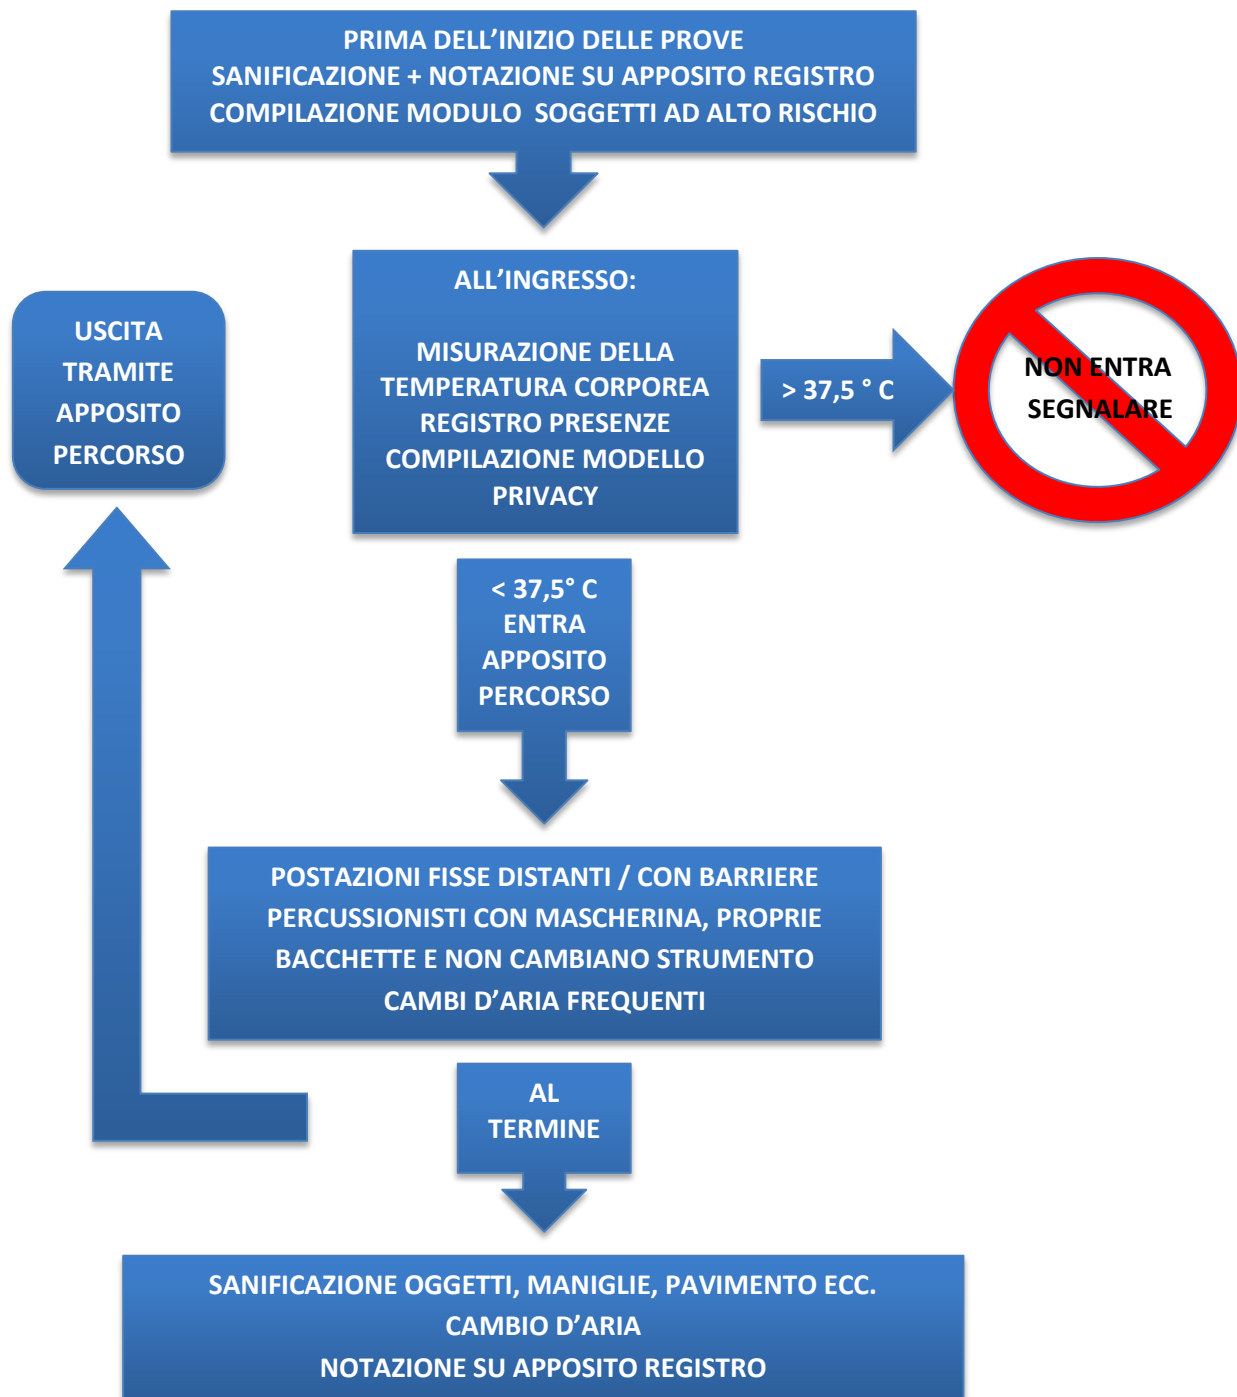 PRIMA DELL’INIZIO DELLE PROVE
SANIFICAZIONE + NOTAZIONE SU APPOSITO REGISTRO
COMPILAZIONE MODULO  SOGGETTI AD ALTO RISCHIO
ALL’INGRESSO:
MISURAZIONE DELLA
TEMPERATURA CORPOREA
REGISTRO PRESENZE
COMPILAZIONE MODELLO
PRIVACY
> 37,5 ° C
NON ENTRA
SEGNALARE
USCITA
TRAMITE
APPOSITO
PERCORSO
< 37,5° C
ENTRA
APPOSITO
PERCORSO
POSTAZIONI FISSE DISTANTI / CON BARRIERE
PERCUSSIONISTI CON MASCHERINA, PROPRIE
BACCHETTE E NON CAMBIANO STRUMENTO
CAMBI D’ARIA FREQUENTI
AL
TERMINE
SANIFICAZIONE OGGETTI, MANIGLIE, PAVIMENTO ECC.
CAMBIO D’ARIA
NOTAZIONE SU APPOSITO REGISTRO